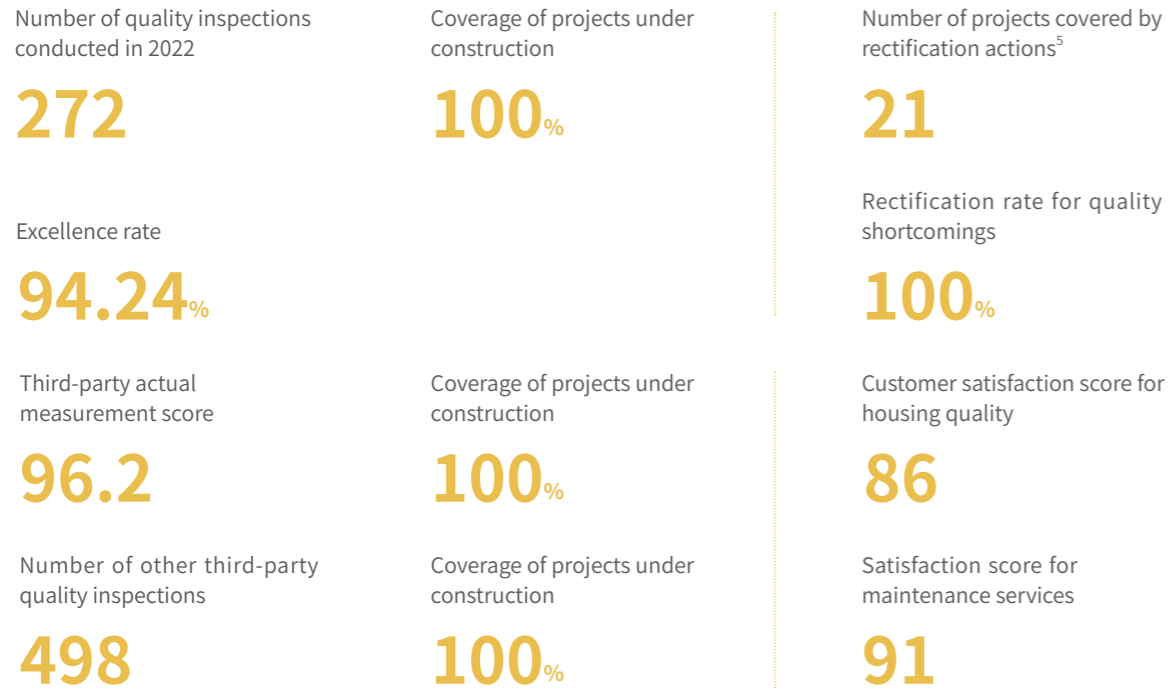 Number of quality inspections
conducted in 2022
272
Coverage of projects under
construction
100%
Number of projects covered by
rectification actions5
21
Excellence rate
94.24%
Rectification rate for quality
shortcomings
100%
Third-party actual
measurement score
96.2
Coverage of projects under
construction
100%
Customer satisfaction score for
housing quality
86
Number of other third-party
quality inspections
498
Coverage of projects under
construction
100%
Satisfaction score for
maintenance services
91